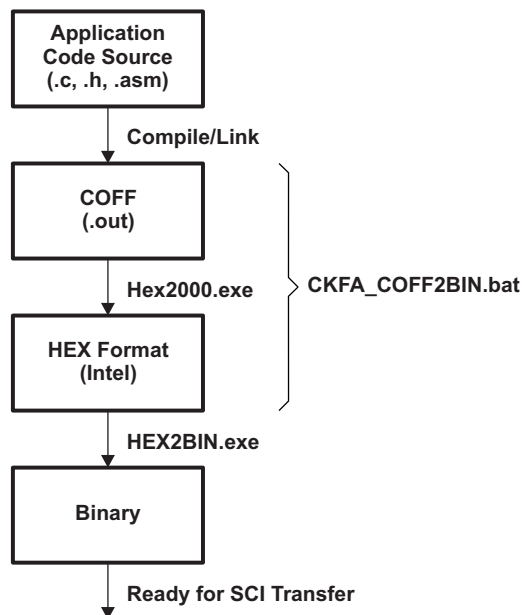 Application
Code Source
(.c, .h, .asm)
Compile/Link
COFF
(.out)
Hex2000.exe
CKFA_COFF2BIN.bat
HEX Format
(Intel)
HEX2BIN.exe
Binary
Ready for SCI Transfer